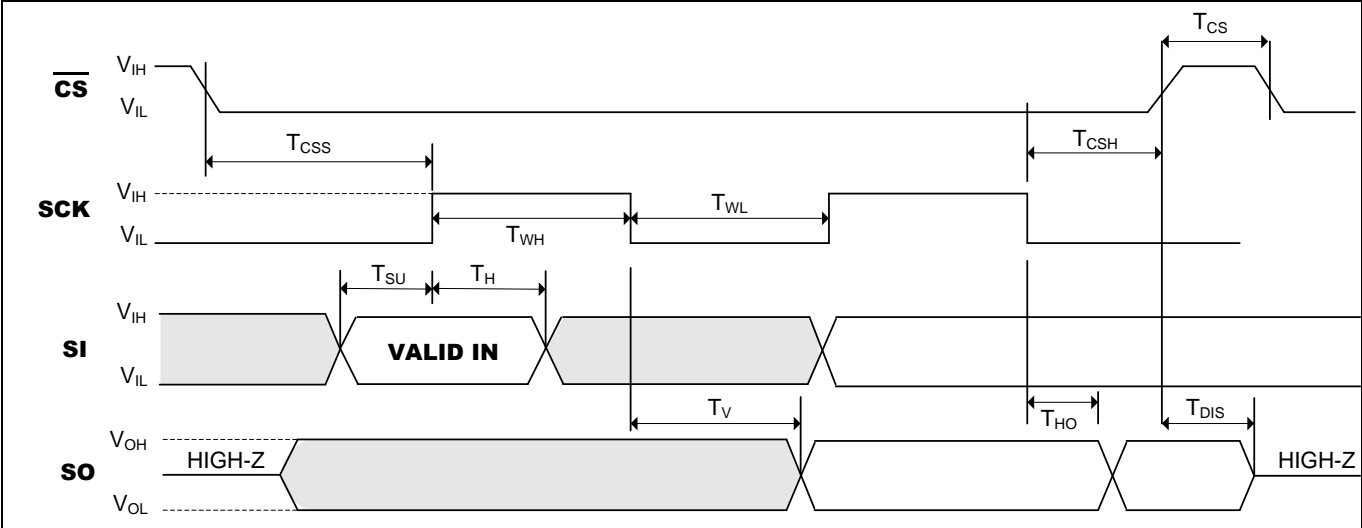 T_CS
V_IH
CS
V_IL
T_CSS
T_CSH
V_IH
SCK
T_WL
V_IL
T_WH
T_SU
T_H
V_IH
SI
VALID IN
V_IL
T_V
T_HO
T_DIS
V_OH
HIGH-Z
HIGH-Z
SO
V_OL